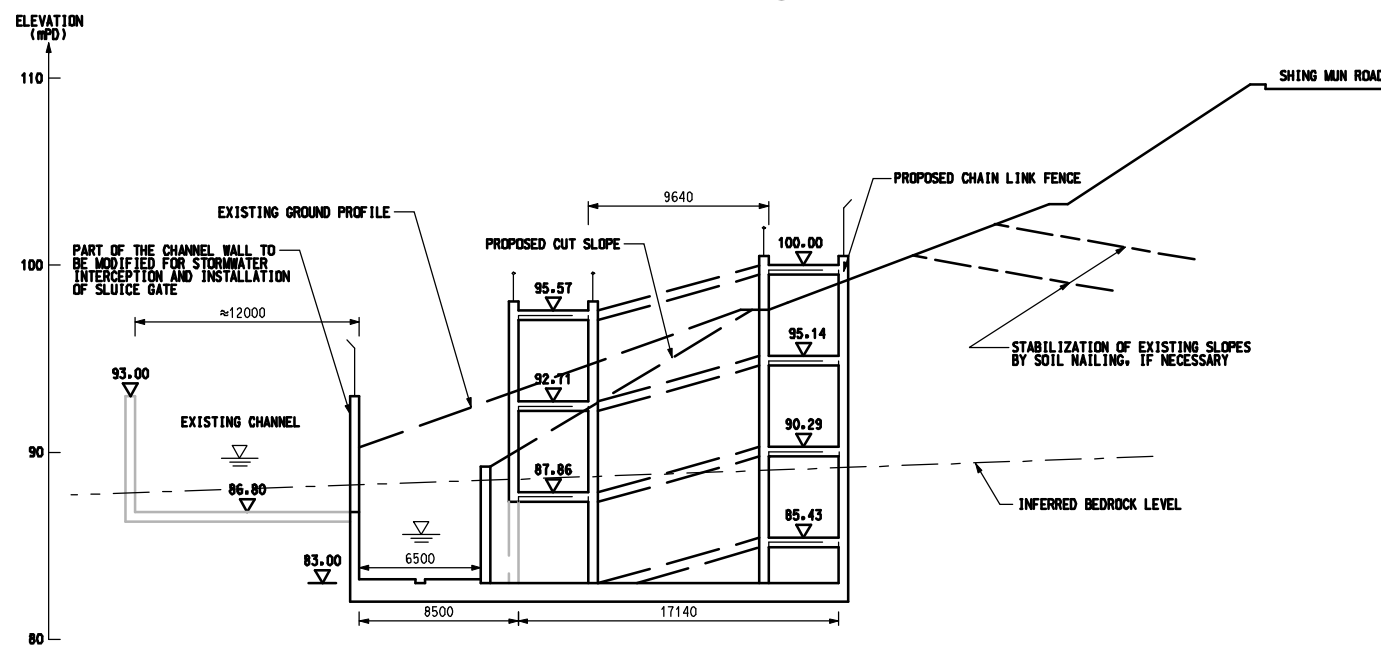 ELEVATION
(mPD)
110
SHING MUN ROAD
PROPOSED CHAIN LINK FENCE
9640
EXISTING GROUND PROFILE
PROPOSED CUT SLOPE
100.00
PART OF THE CHANNEL WALL TO
BE MODIFIED FOR STORMWATER
INTERCEPTION AND INSTALLATION
OF SLUICE GATE
100
95.57
≈12000
95.14
STABILIZATION OF EXISTING SLOPES
BY SOIL NAILING, IF NECESSARY
93.00
92.71
EXISTING CHANNEL
90.29
90
87.86
86.80
INFERRED BEDROCK LEVEL
85.43
83.00
6500
8500
17140
80